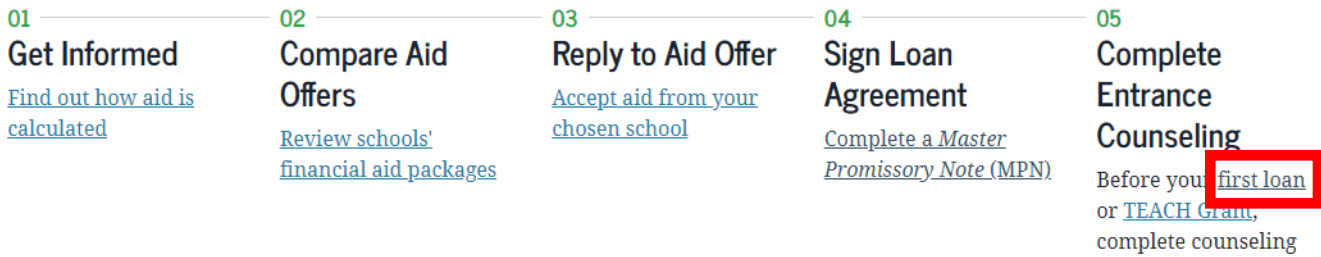 01
Get Informed
Find out how aid is
calculated
02
Compare Aid
Offers
Review schools'
financial aid packages
03
Reply to Aid Offer
Accept aid from your
chosen school
04
Sign Loan
Agreement
Complete a Master
Promissory Note (MPN)
05
Complete
Entrance
Counseling
Before your first loan
or TEACH Grant,
complete counseling